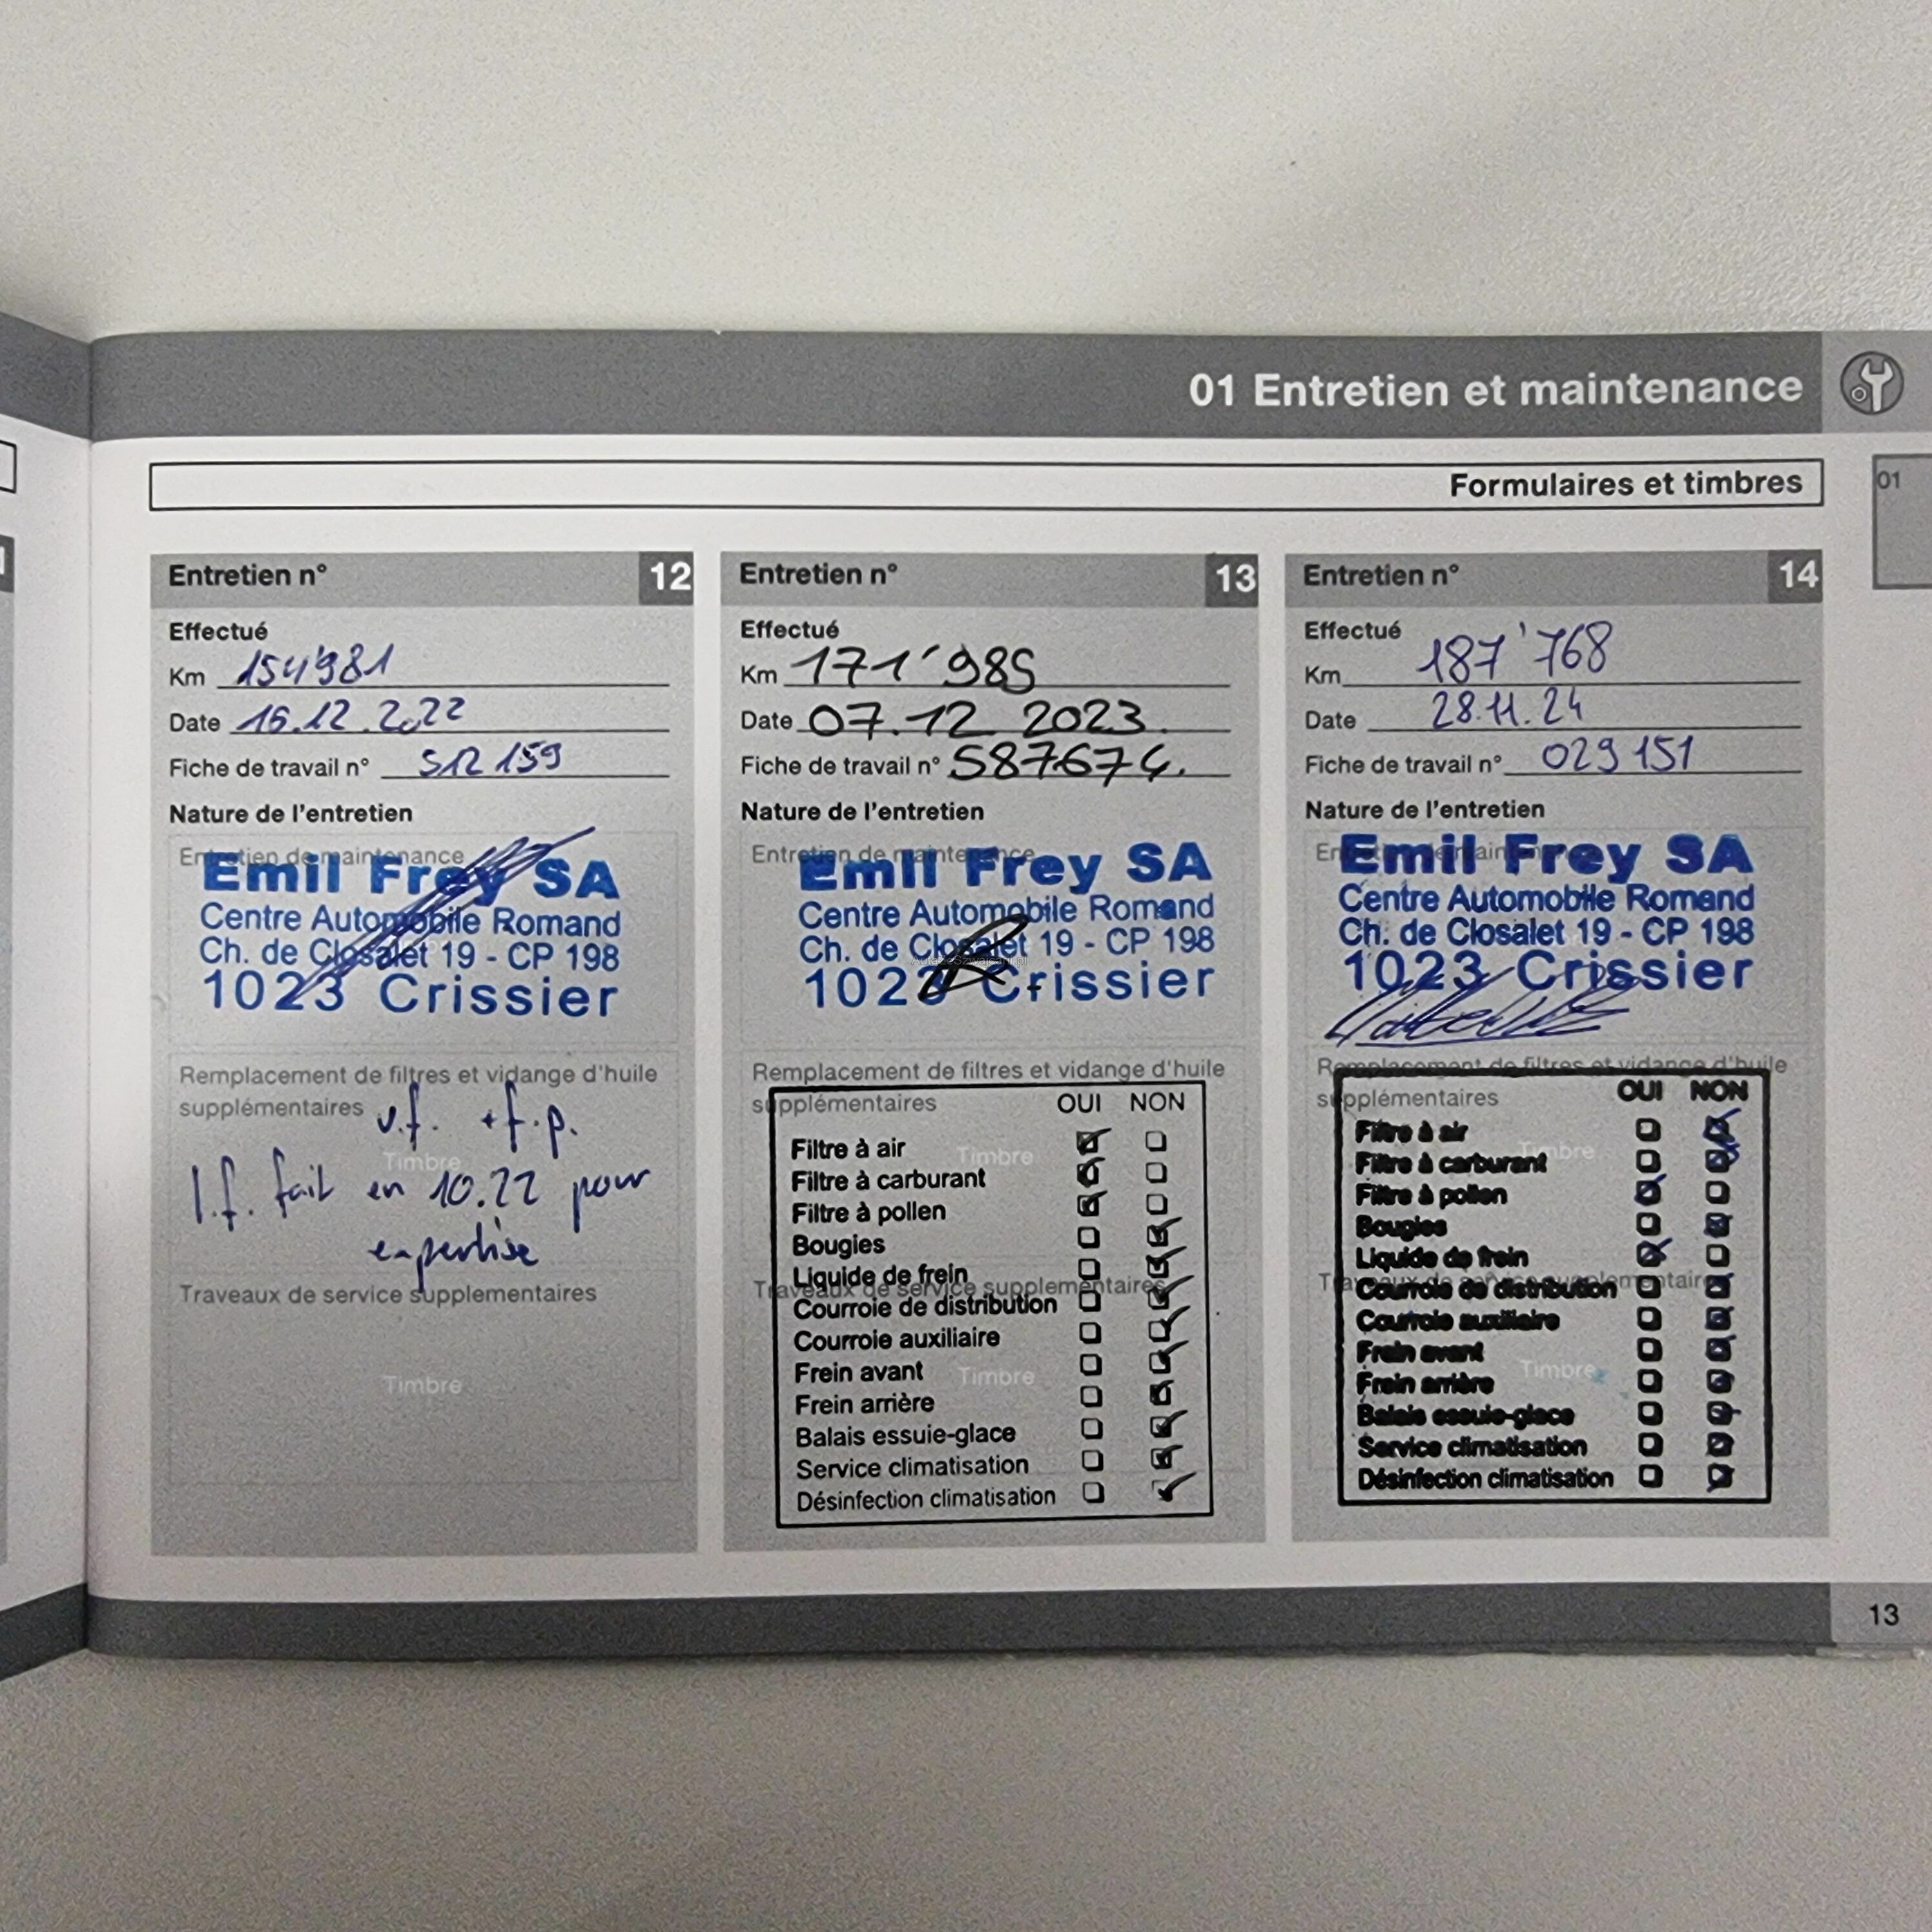 01 Entretien et maintenance
Formulaires et timbres
01
Entretien n° 12
Effectué
Km 154'981
Date 16.12.2022
Fiche de travail n° 512 159
Nature de l'entretien
Entretien de maintenance
Emil Frey SA
Centre Automobile Romand
Ch. de Closalet 19 - CP 198
1023 Crissier
Remplacement de filtres et vidange d'huile
supplémentaires
v.f. + f.p.
Timbre
l.f. fait en 10.22 pour
expertise
Traveaux de service supplementaires
Timbre
Entretien n° 13
Effectué
Km 171'985
Date 07.12 2023.
Fiche de travail n° 587674.
Nature de l'entretien
Entretien de maintenance
Emil Frey SA
Centre Automobile Romand
Ch. de Closalet 19 - CP 198
1023 Crissier
Remplacement de filtres et vidange d'huile
supplémentaires
OUI NON
Filtre à air
Timbre
Filtre à carburant
Filtre à pollen
Bougies
Liquide de frein
Traveaux de service supplementaires
Courroie de distribution
Courroie auxiliaire
Frein avant
Timbre
Frein arrière
Balais essuie-glace
Service climatisation
Désinfection climatisation
Entretien n° 14
Effectué
Km 187'768
Date 28.11.24
Fiche de travail n° 029151
Nature de l'entretien
Emil Frey SA
Centre Automobile Romand
Ch. de Closalet 19 - CP 198
1023 Crissier
Remplacement de filtres et vidange d'huile
supplémentaires
OUI NON
Filtre à air
Timbre
Filtre à carburant
Filtre à pollen
Bougies
Liquide de frein
Traveaux de service supplementaires
Courroie de distribution
Courroie auxiliaire
Frein avant
Timbre
Frein arrière
Balais essuie-glace
Service climatisation
Désinfection climatisation
13